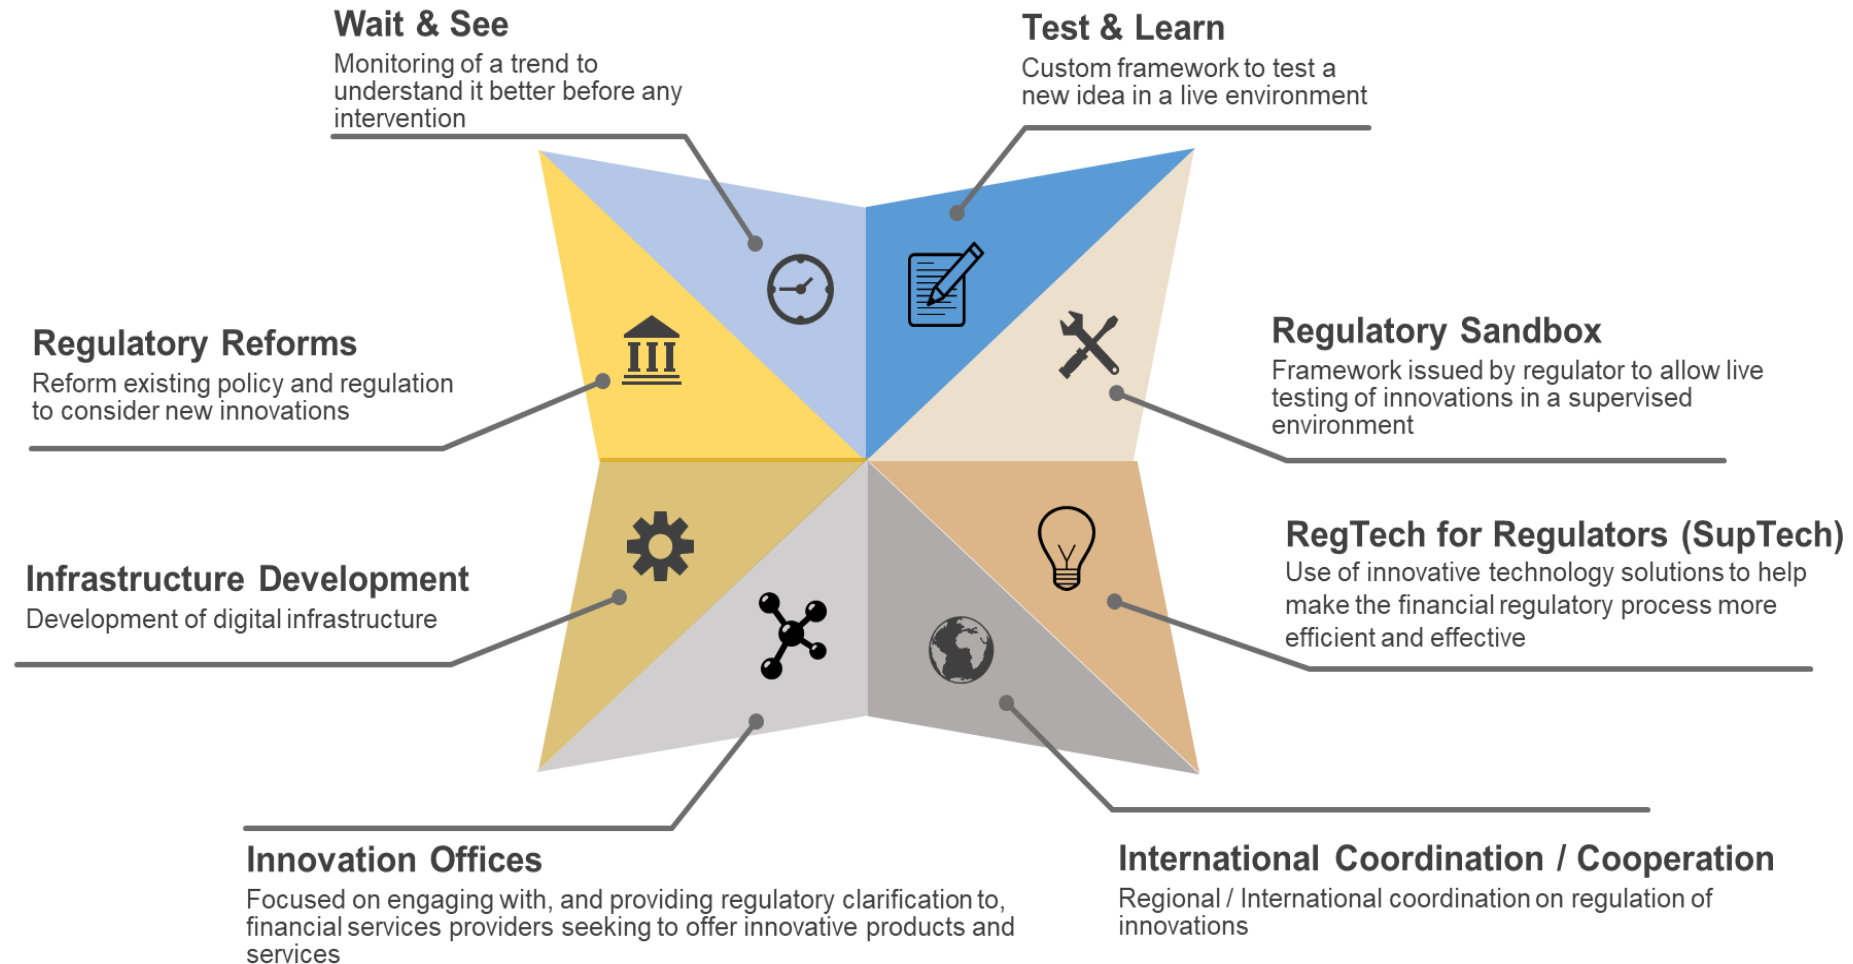 Wait & See
Monitoring of a trend to
understand it better before any
intervention
Test & Learn
Custom framework to test a
new idea in a live environment
Regulatory Reforms
Reform existing policy and regulation
to consider new innovations
Regulatory Sandbox
Framework issued by regulator to allow live
testing of innovations in a supervised
environment
Infrastructure Development
Development of digital infrastructure
RegTech for Regulators (SupTech)
Use of innovative technology solutions to help
make the financial regulatory process more
efficient and effective
Innovation Offices
Focused on engaging with, and providing regulatory clarification to,
financial services providers seeking to offer innovative products and
services
International Coordination / Cooperation
Regional / International coordination on regulation of
innovations